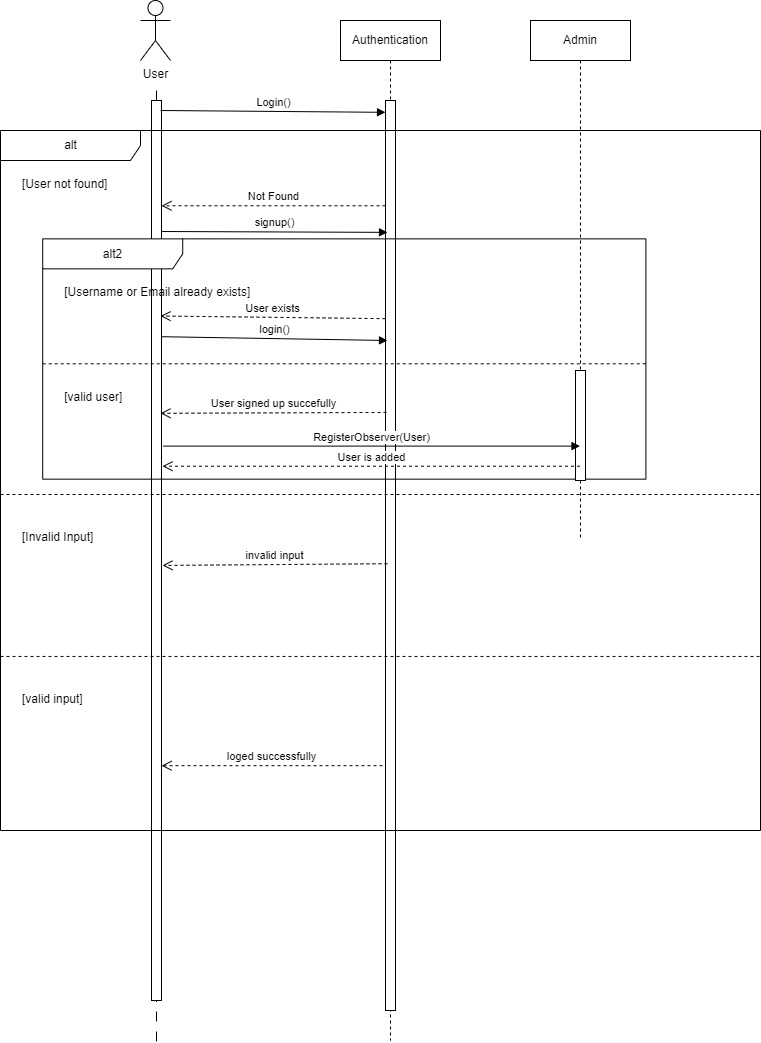 Authentication
Admin
User
Login()
alt
[User not found]
Not Found
signup()
alt2
[Username or Email already exists]
User exists
login()
[valid user]
User signed up succefully
RegisterObserver(User)
User is added
[Invalid Input]
invalid input
[valid input]
loged successfully